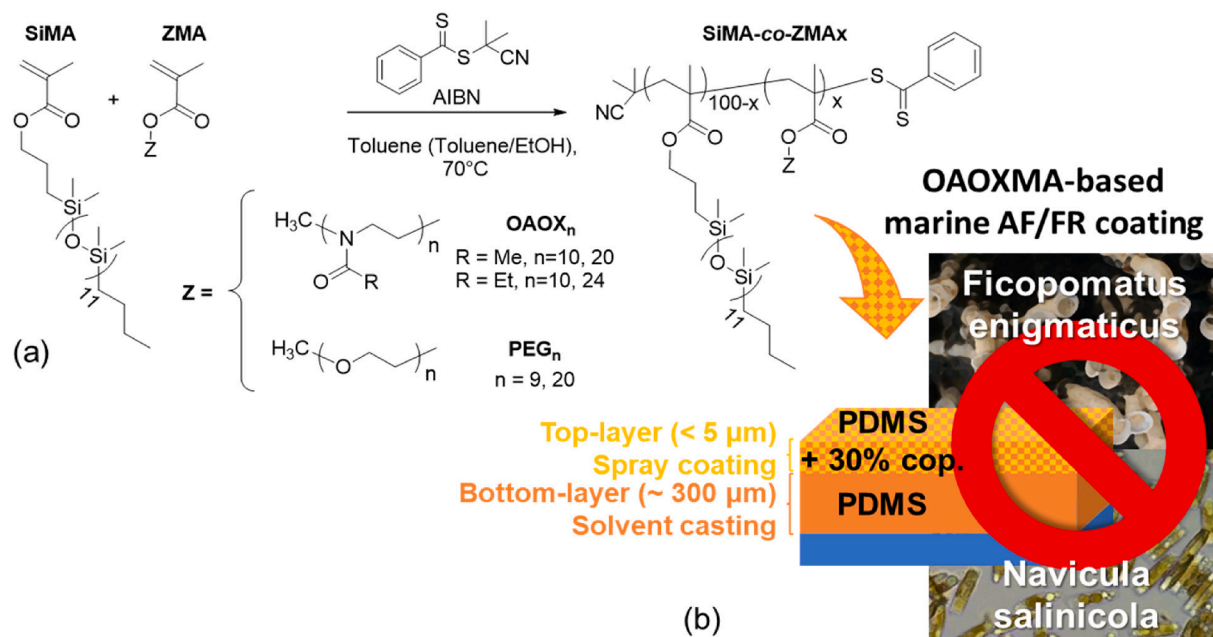 SiMA
ZMA
+
O
O
O
O
Z
Si
O
Si
11
S
S
CN
AIBN
Toluene (Toluene/EtOH),
70°C
SiMA-co-ZMAx
NC
100-x
x
S
S
O
O
O
O
Z
Si
O
Si
11
Z =
H₃C
N
n
O
R
OAOXₙ
R = Me, n=10, 20
R = Et, n=10, 24
H₃C
O
n
PEGₙ
n = 9, 20
(a)
OAOXMA-based
marine AF/FR coating
Ficopomatus
enigmaticus
Top-layer (< 5 µm)
Spray coating
Bottom-layer (~ 300 µm)
Solvent casting
PDMS
+ 30% cop.
PDMS
Navicula
salinicola
(b)